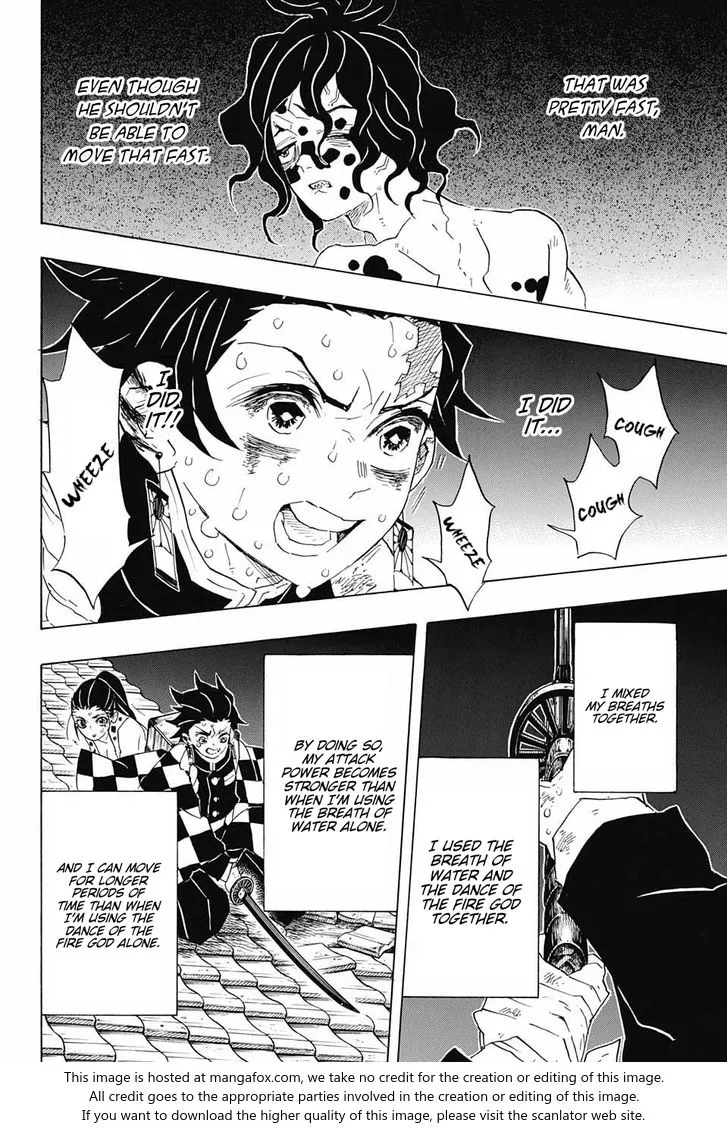 THAT WAS
PRETTY FAST,
MAN.
EVEN THOUGH
HE SHOULDN'T
BE ABLE TO
MOVE THAT FAST.
COUGH
COUGH
I DID
IT...
WHEEZE
I
DID
IT!!
WHEEZE
I MIXED
MY BREATHS
TOGETHER.
I USED THE
BREATH OF
WATER AND
THE DANCE OF
THE FIRE GOD
TOGETHER.
BY DOING SO,
MY ATTACK
POWER BECOMES
STRONGER THAN
WHEN I'M USING
THE BREATH OF
WATER ALONE.
AND I CAN MOVE
FOR LONGER
PERIODS OF
TIME THAN WHEN
I'M USING THE
DANCE OF THE
FIRE GOD ALONE.
This image is hosted at mangafox.com, we take no credit for the creation or editing of this image.
All credit goes to the appropriate parties involved in the creation or editing of this image.
If you want to download the higher quality of this image, please visit the scanlator web site.